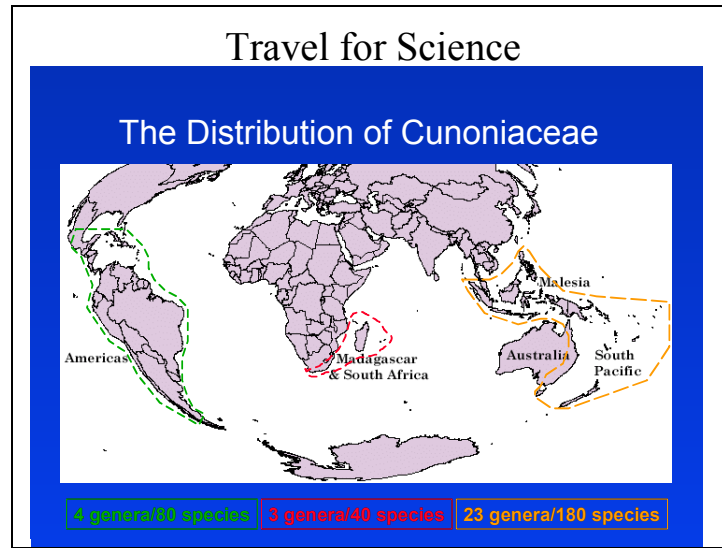 Travel for Science
The Distribution of Cunoniaceae
Malesia
Americas
Madagascar
& South Africa
Australia
South
Pacific
4 genera/80 species
3 genera/40 species
23 genera/180 species